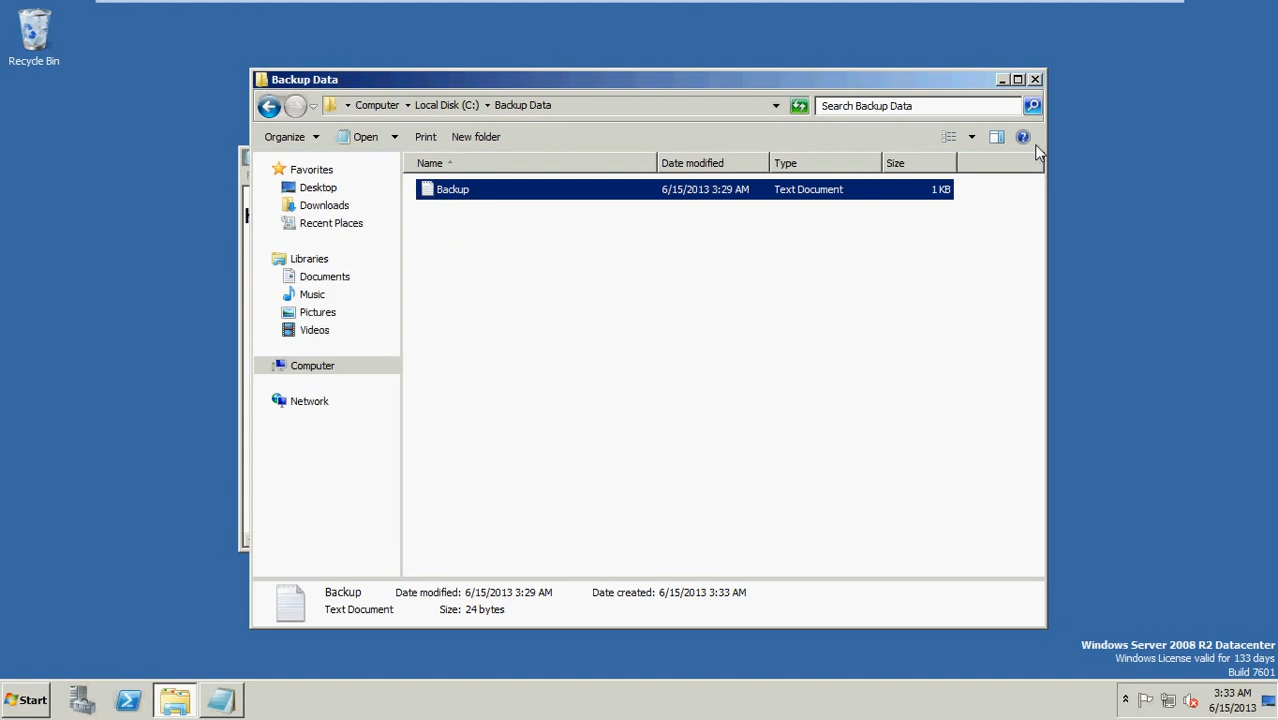 Recycle Bin
Backup Data
Computer Local Disk (C:) Backup Data
Search Backup Data
Organize Open Print New folder
Name Date modified Type Size
Backup 6/15/2013 3:29 AM Text Document 1 KB
Favorites
Desktop
Downloads
Recent Places
Libraries
Documents
Music
Pictures
Videos
Computer
Network
Backup Date modified: 6/15/2013 3:29 AM Date created: 6/15/2013 3:33 AM
Text Document Size: 24 bytes
Windows Server 2008 R2 Datacenter
Windows License valid for 133 days
Build 7601
Start
3:33 AM
6/15/2013